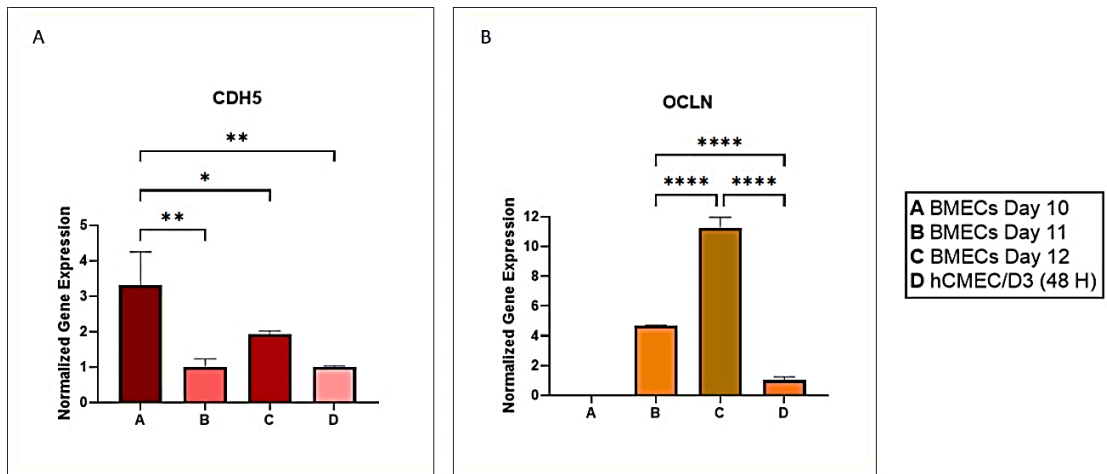 A
CDH5
**
*
**
Normalized Gene Expression
5
4
3
2
1
0
A B C D
B
OCLN
****
**** ****
Normalized Gene Expression
12
10
8
6
4
2
0
A B C D
A BMECs Day 10
B BMECs Day 11
C BMECs Day 12
D hCMEC/D3 (48 H)